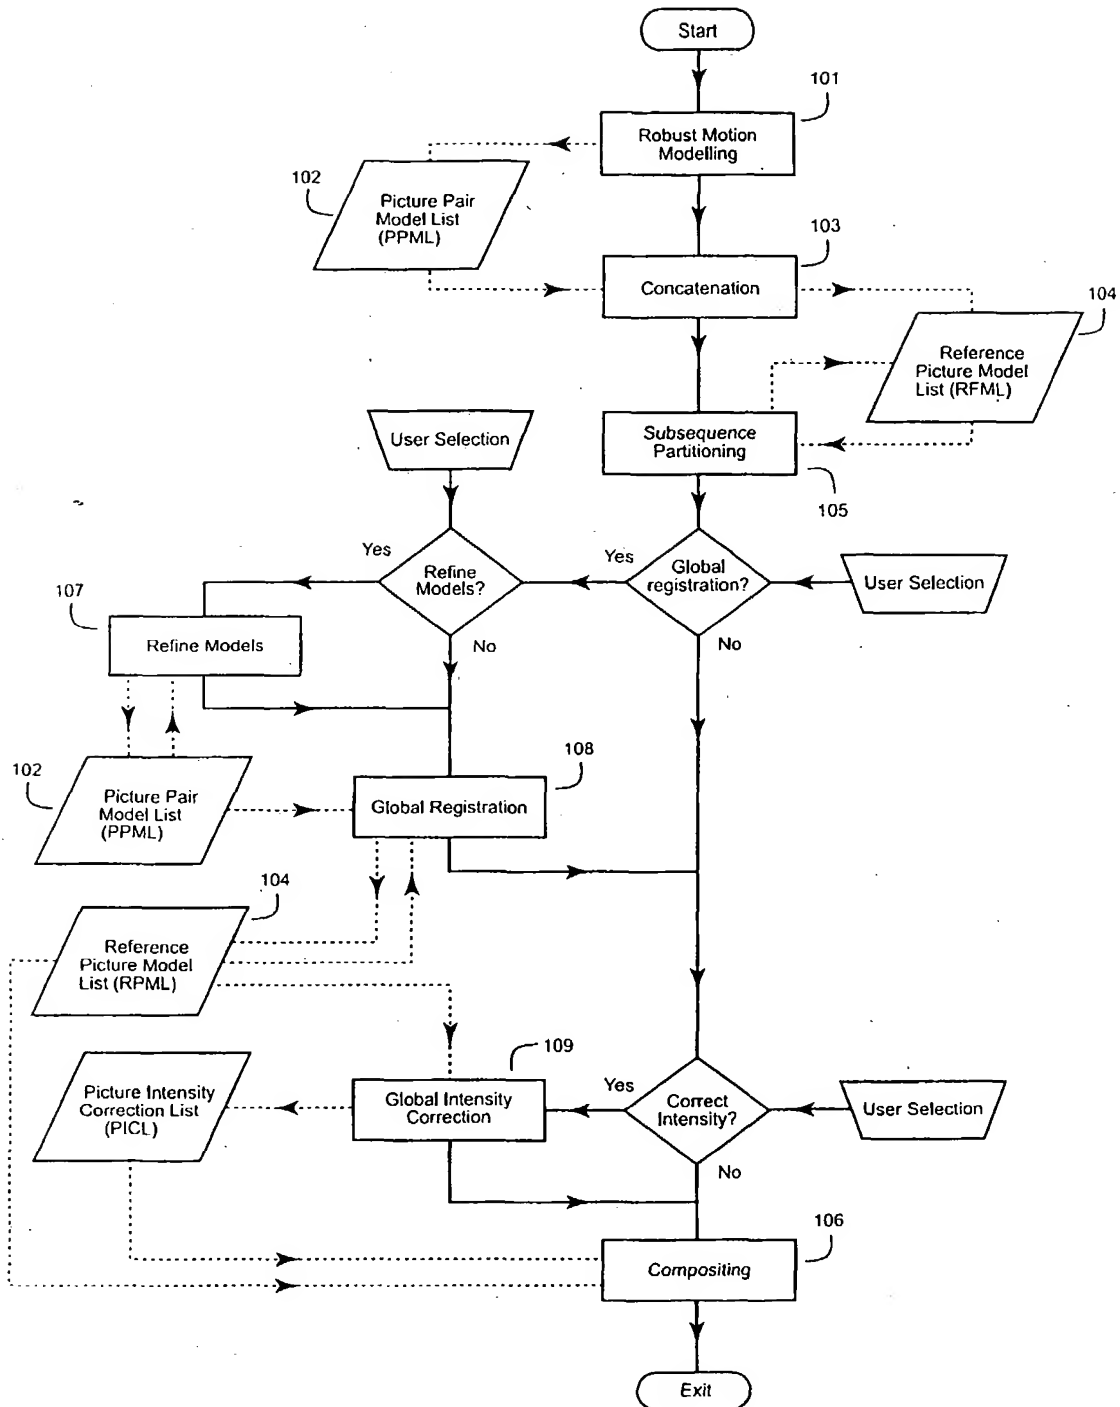 Start
101
Robust Motion
Modelling
102
Picture Pair
Model List
(PPML)
103
Concatenation
104
Reference
Picture Model
List (RFML)
User Selection
Subsequence
Partitioning
105
Yes
Refine
Models?
Yes
Global
registration?
User Selection
107
Refine Models
No
No
102
Picture Pair
Model List
(PPML)
108
Global Registration
104
Reference
Picture Model
List (RPML)
109
Picture Intensity
Correction List
(PICL)
Global Intensity
Correction
Yes
Correct
Intensity?
User Selection
No
106
Compositing
Exit